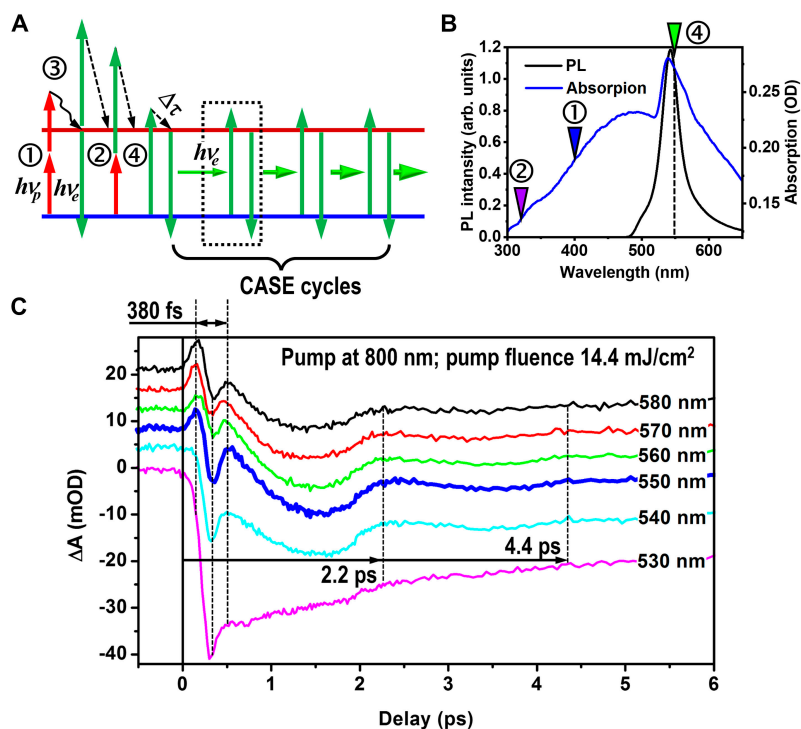 A
③
Δτ
① ② ④
hνₚ hνₑ hνₑ
CASE cycles
B
④
1.2
1.0
0.8
0.6
0.4
0.2
0.0
PL intansity (arb. units)
PL
Absorpion
①
②
0.25
0.20
0.15
Absorption (OD)
300 400 500 600
Wavelength (nm)
C
380 fs
Pump at 800 nm; pump fluence 14.4 mJ/cm²
20
10
0
-10
-20
-30
-40
ΔA (mOD)
580 nm
570 nm
560 nm
550 nm
540 nm
530 nm
2.2 ps
4.4 ps
0 1 2 3 4 5 6
Delay (ps)